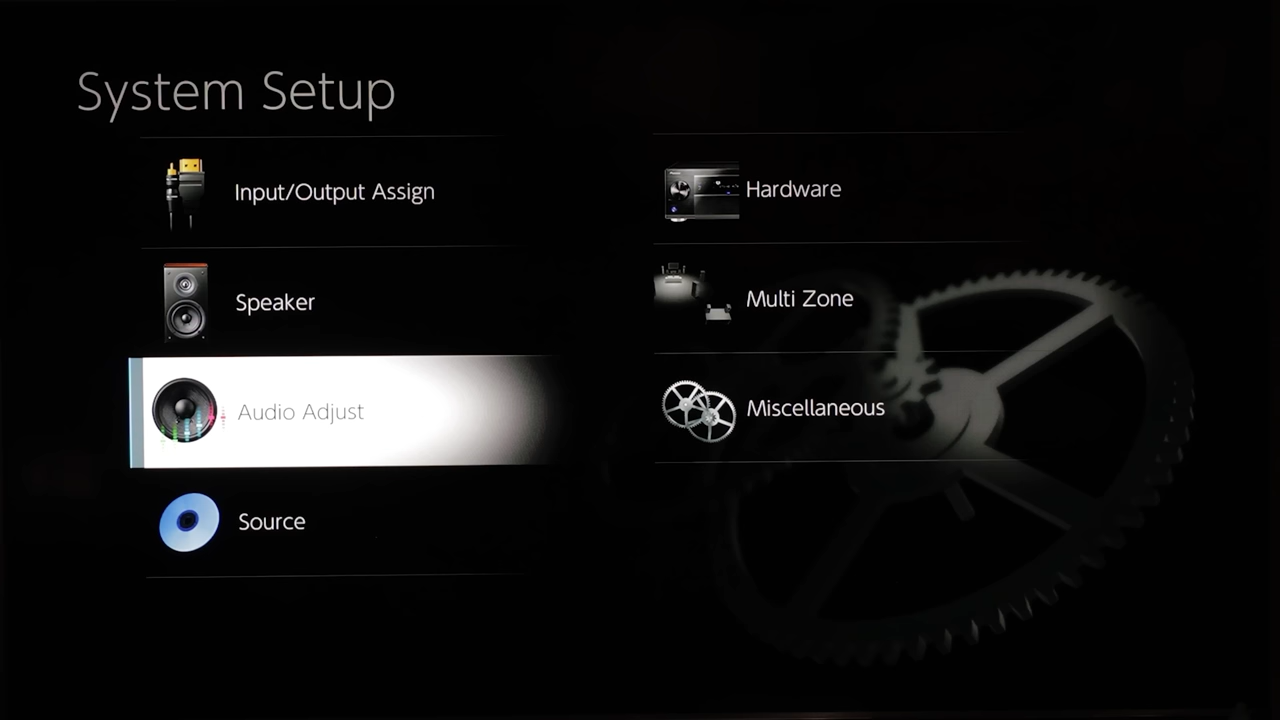 System Setup
Input/Output Assign
Speaker
Audio Adjust
Source
Hardware
Multi Zone
Miscellaneous